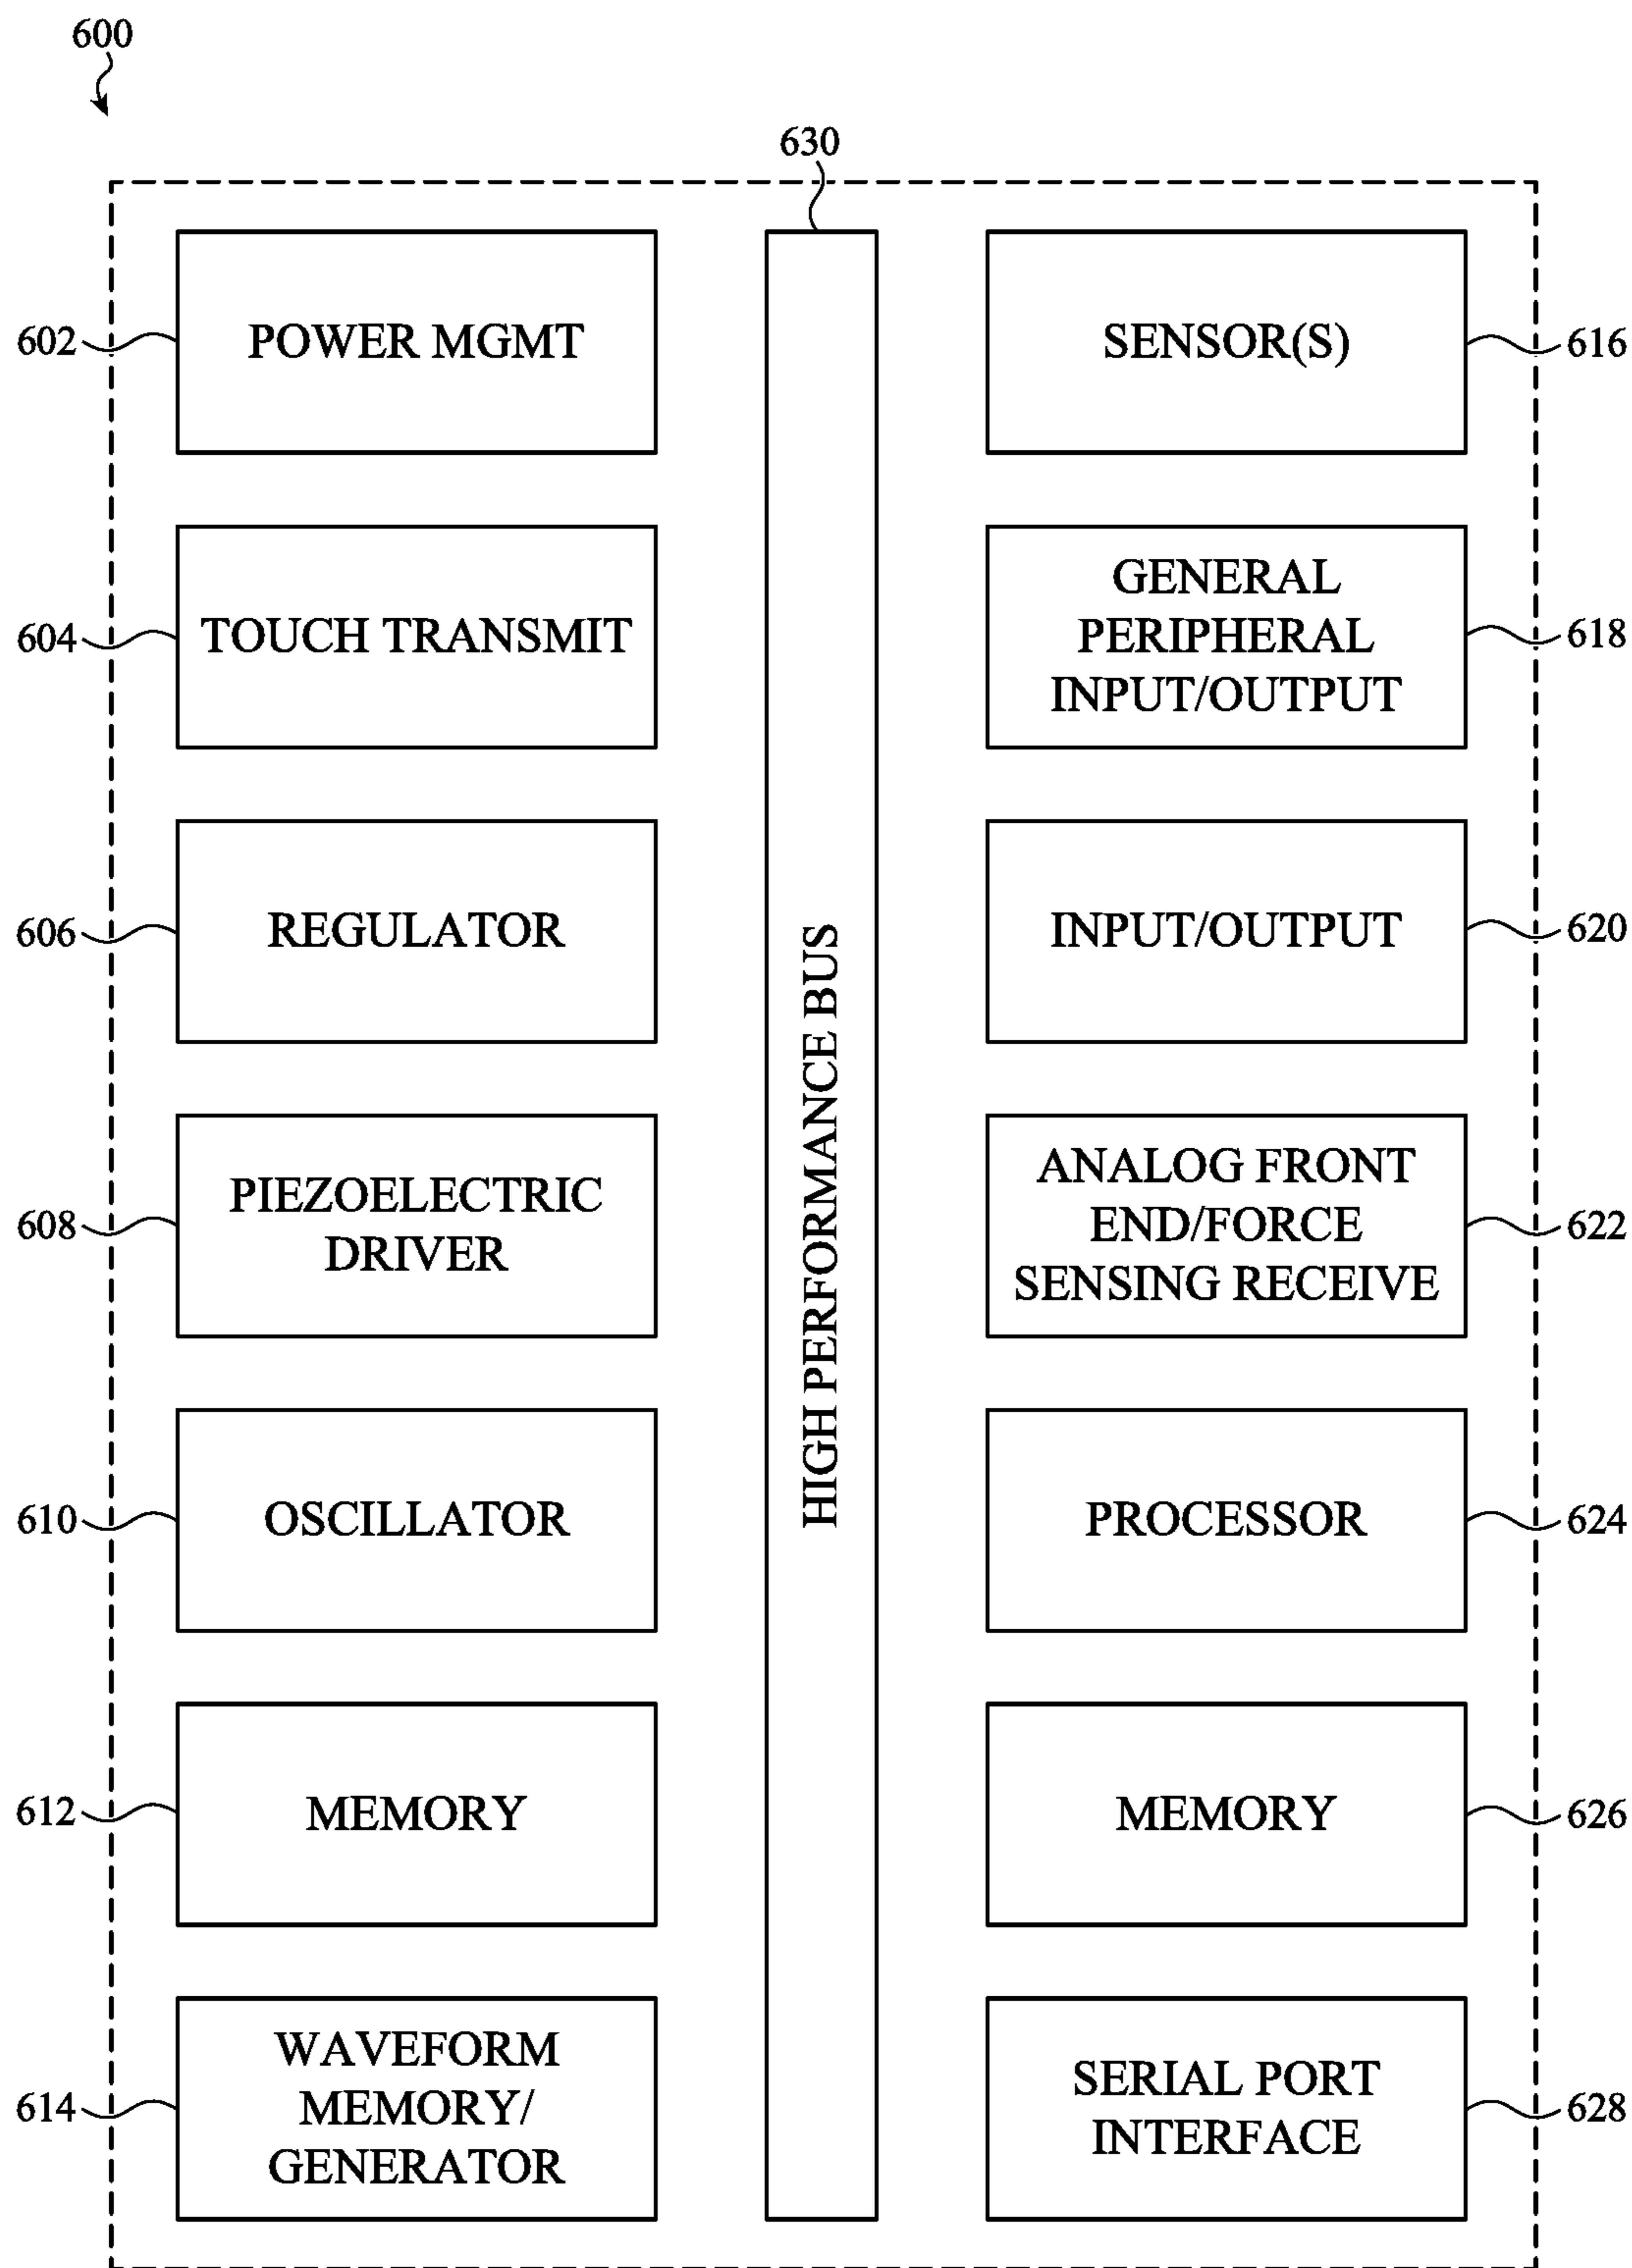 600
630
602
POWER MGMT
SENSOR(S)
616
604
TOUCH TRANSMIT
GENERAL
PERIPHERAL
INPUT/OUTPUT
618
606
REGULATOR
INPUT/OUTPUT
620
HIGH PERFORMANCE BUS
608
PIEZOELECTRIC
DRIVER
ANALOG FRONT
END/FORCE
SENSING RECEIVE
622
610
OSCILLATOR
PROCESSOR
624
612
MEMORY
MEMORY
626
614
WAVEFORM
MEMORY/
GENERATOR
SERIAL PORT
INTERFACE
628